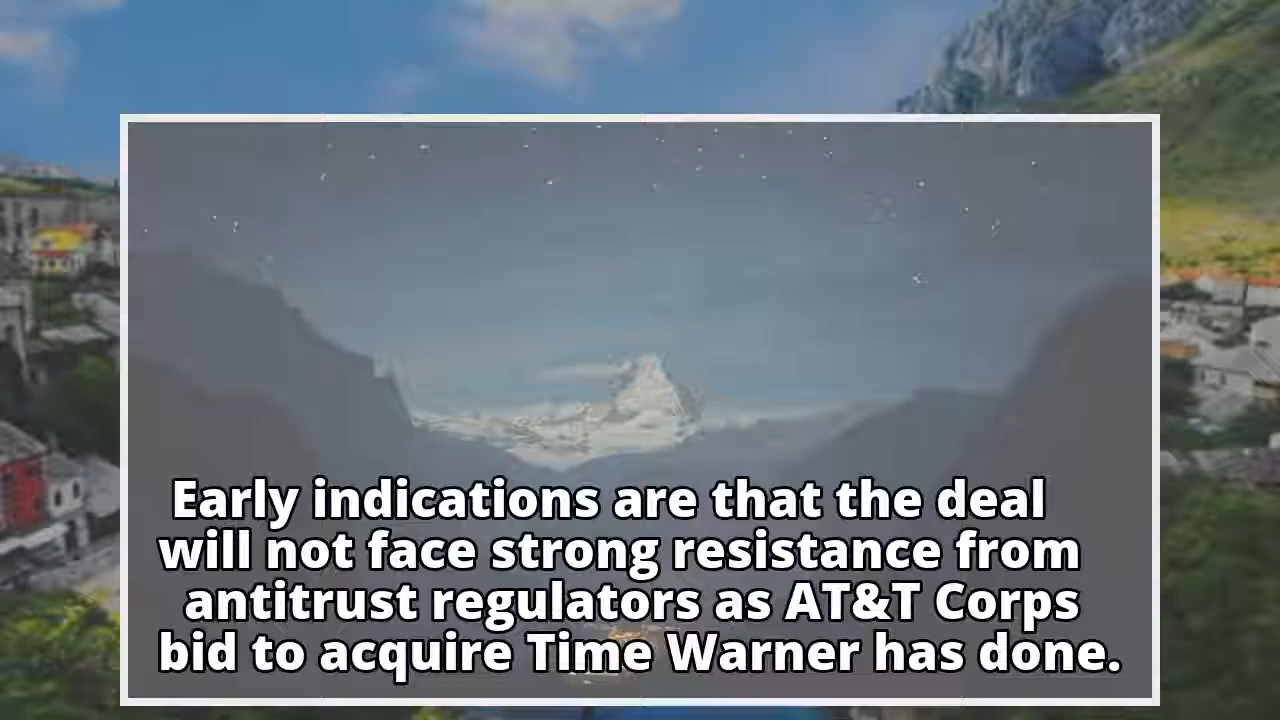 Early indications are that the deal
will not face strong resistance from
antitrust regulators as AT&T Corps
bid to acquire Time Warner has done.